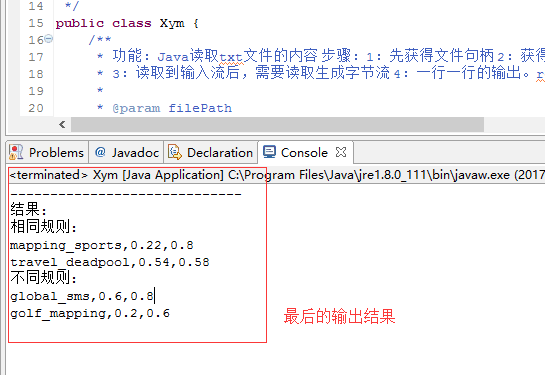 14 */
15 public class Xym {
16 /**
17 * 功能：Java读取txt文件的内容 步骤：1：先获得文件句柄 2：获得
18 * 3：读取到输入流后，需要读取生成字节流 4：一行一行的输出。r
19 *
20 * @param filePath
Problems @ Javadoc Declaration Console
<terminated> Xym [Java Application] C:\Program Files\Java\jre1.8.0_111\bin\javaw.exe (2017
----------------------------
结果：
相同规则：
mapping_sports,0.22,0.8
travel_deadpool,0.54,0.58
不同规则：
global_sms,0.6,0.8
golf_mapping,0.2,0.6
最后的输出结果